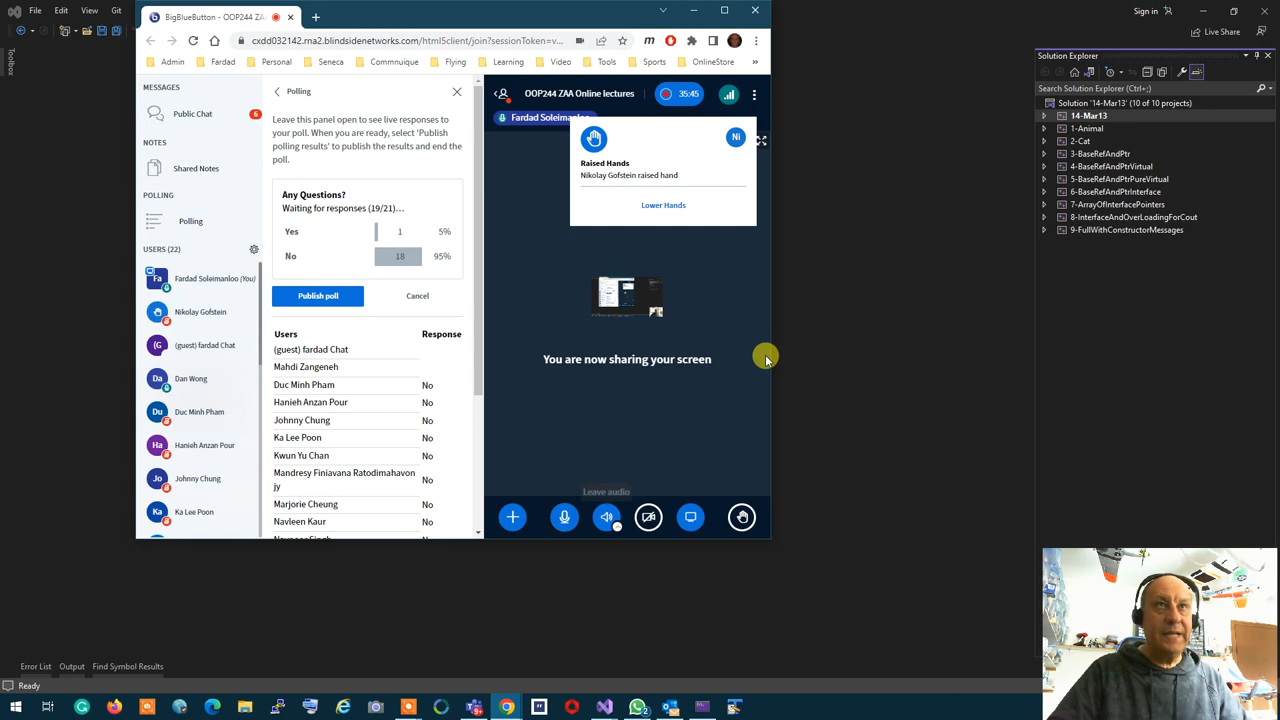 File Edit View Git
Sign in
Live Share
BigBlueButton - OOP244 ZA
cxdd032142.rna2.blindsidenetworks.com/html5client/join?sessionToken=v...
Admin Fardad Personal Seneca Commnuique Flying Learning Video Tools Sports OnlineStore »
MESSAGES
Public Chat 6
NOTES
Shared Notes
POLLING
Polling
USERS (22)
Fa Fardad Soleimanloo (You)
Nikolay Gofstein
(G (guest) fardad Chat
Da Dan Wong
Du Duc Minh Pham
Ha Hanieh Anzan Pour
Jo Johnny Chung
Ka Ka Lee Poon
Polling
Leave this panel open to see live responses to
your poll. When you are ready, select 'Publish
polling results' to publish the results and end the
poll.
Any Questions?
Waiting for responses (19/21)...
Yes 1 5%
No 18 95%
Publish poll Cancel
Users Response
(guest) fardad Chat
Mahdi Zangeneh
Duc Minh Pham No
Hanieh Anzan Pour No
Johnny Chung No
Ka Lee Poon No
Kwun Yu Chan No
Mandresy Finiavana Ratodimahavon
jy No
Marjorie Cheung No
Navleen Kaur No
OOP244 ZAA Online lectures 35:45
Fardad Soleimanloo
Ni
Raised Hands
Nikolay Gofstein raised hand
Lower Hands
You are now sharing your screen
Leave audio
Solution Explorer
Search Solution Explorer (Ctrl+;)
Solution '14-Mar13' (10 of 10 projects)
14-Mar13
1-Animal
2-Cat
3-BaseRefAndPtr
4-BaseRefAndPtrVirtual
5-BaseRefAndPtrPureVirtual
6-BaseRefAndPtrInterface
7-ArrayOfInterfacePointers
8-InterfaceAndOverLoadingForCout
9-FullWithConstructorMessages
Error List Output Find Symbol Results
Ready